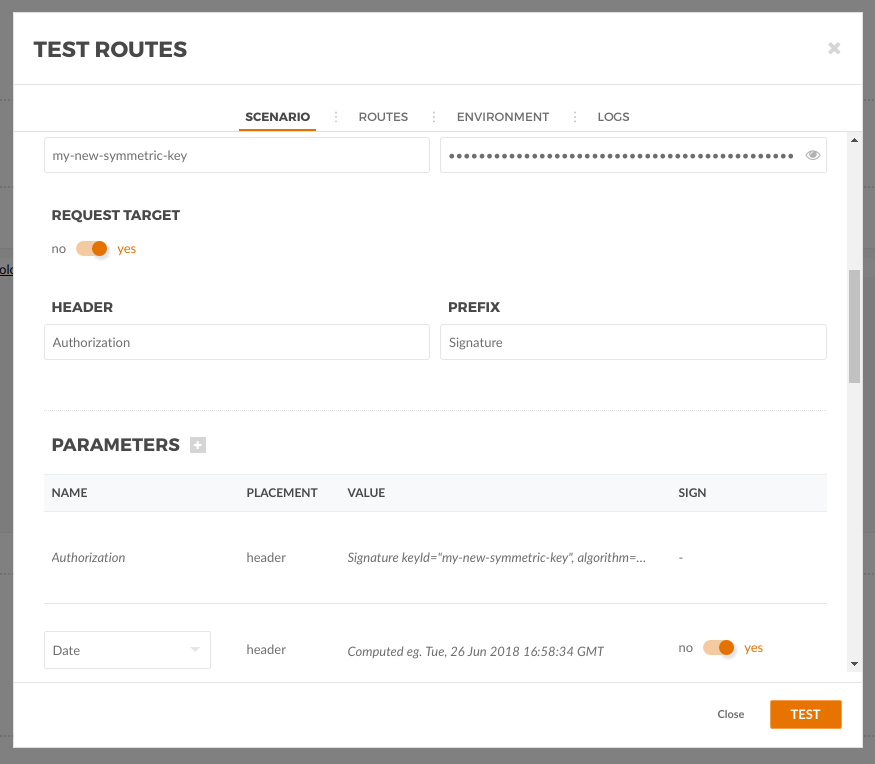 TEST ROUTES
SCENARIO ROUTES ENVIRONMENT LOGS
my-new-symmetric-key
REQUEST TARGET
no yes
HEADER PREFIX
Authorization Signature
PARAMETERS
NAME PLACEMENT VALUE SIGN
Authorization header Signature keyId="my-new-symmetric-key", algorithm=... -
Date header Computed eg. Tue, 26 Jun 2018 16:58:34 GMT no yes
Close TEST